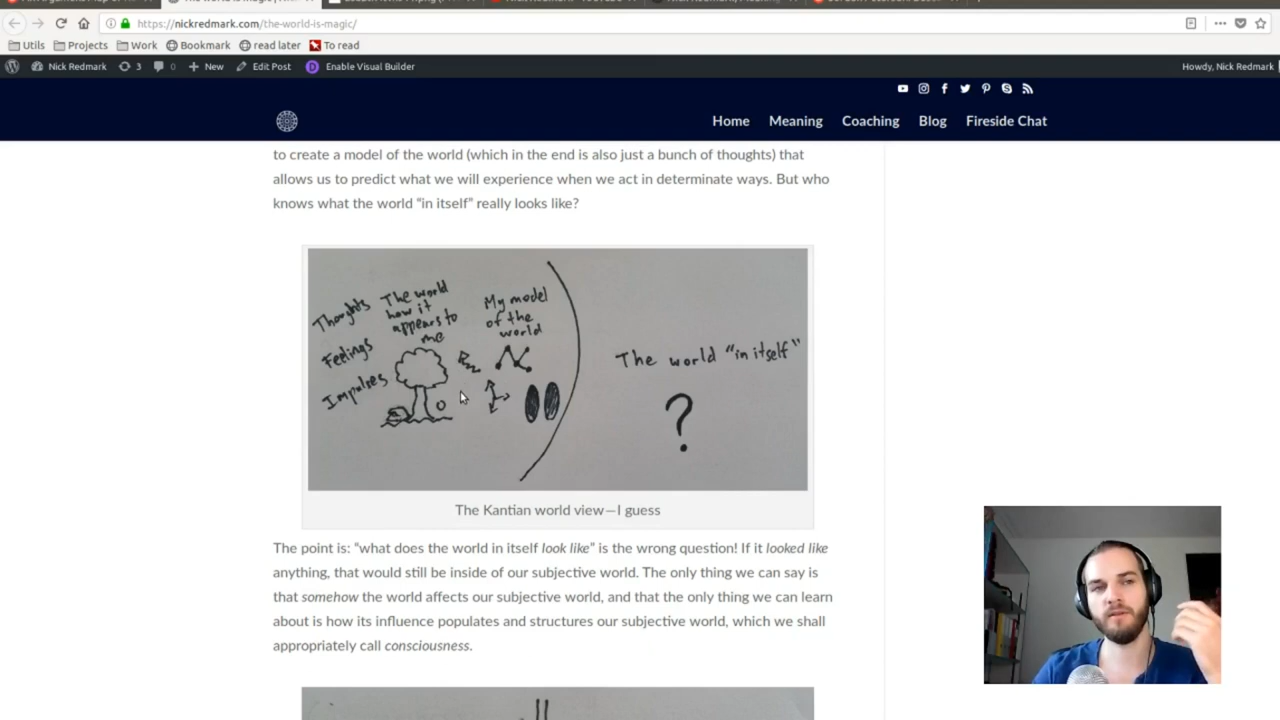 https://nickredmark.com/the-world-is-magic/
Utils Projects Work Bookmark read later To read
Nick Redmark 3 0 New Edit Post Enable Visual Builder Howdy, Nick Redmark
Home Meaning Coaching Blog Fireside Chat
to create a model of the world (which in the end is also just a bunch of thoughts) that
allows us to predict what we will experience when we act in determinate ways. But who
knows what the world “in itself” really looks like?
Thoughts
Feelings
Impulses
The world
how it
appears to
me
My model
of the
world
The world "in itself"
?
The Kantian world view—I guess
The point is: “what does the world in itself look like” is the wrong question! If it looked like
anything, that would still be inside of our subjective world. The only thing we can say is
that somehow the world affects our subjective world, and that the only thing we can learn
about is how its influence populates and structures our subjective world, which we shall
appropriately call consciousness.